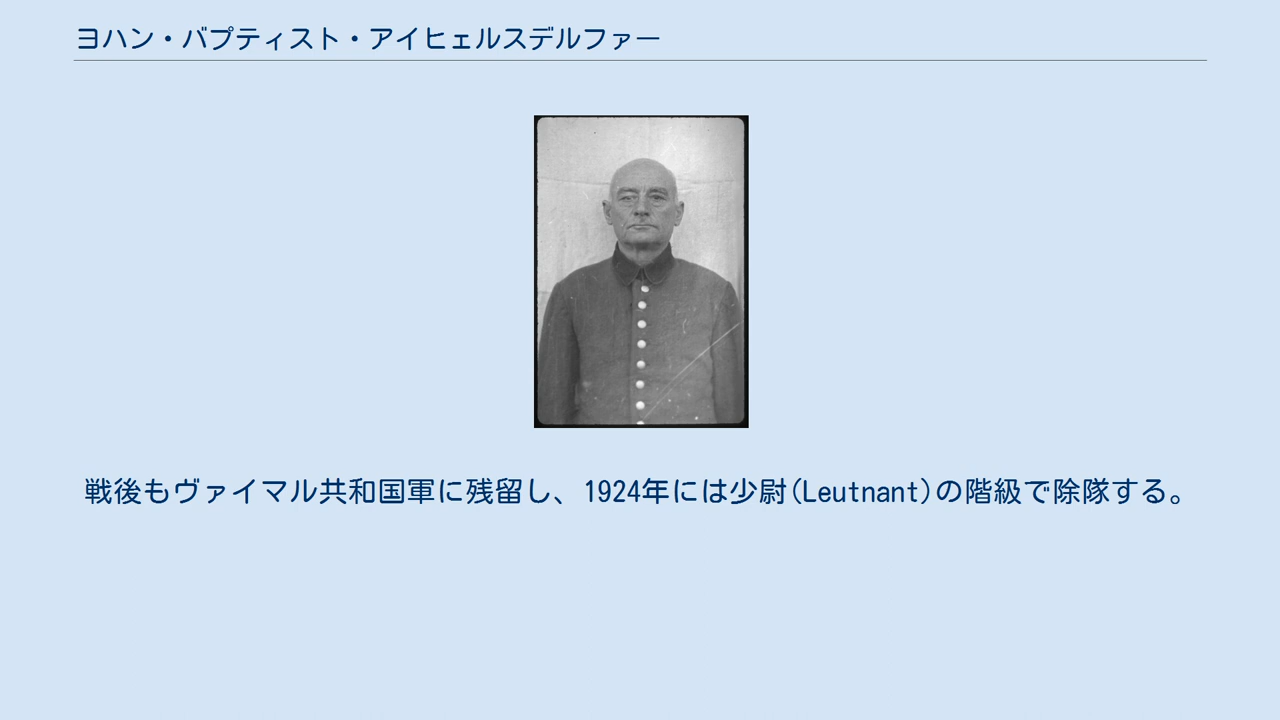 ヨハン・バプティスト・アイヒェルスデルファー
戦後もヴァイマル共和国軍に残留し、1924年には少尉(Leutnant)の階級で除隊する。